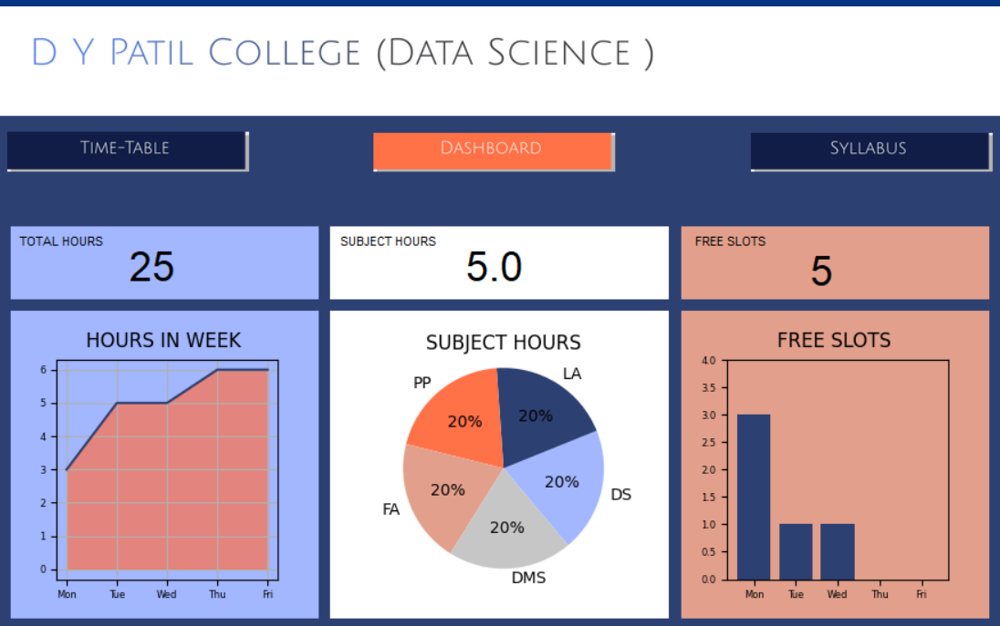 D Y PATIL COLLEGE (DATA SCIENCE )
TIME-TABLE
DASHBOARD
SYLLABUS
TOTAL HOURS
25
SUBJECT HOURS
5.0
FREE SLOTS
5
HOURS IN WEEK
6
5
4
3
2
1
0
Mon Tue Wed Thu Fri
SUBJECT HOURS
PP
LA
20%
20%
FA
20%
20%
DS
20%
DMS
FREE SLOTS
4.0
3.5
3.0
2.5
2.0
1.5
1.0
0.5
0.0
Mon Tue Wed Thu Fri